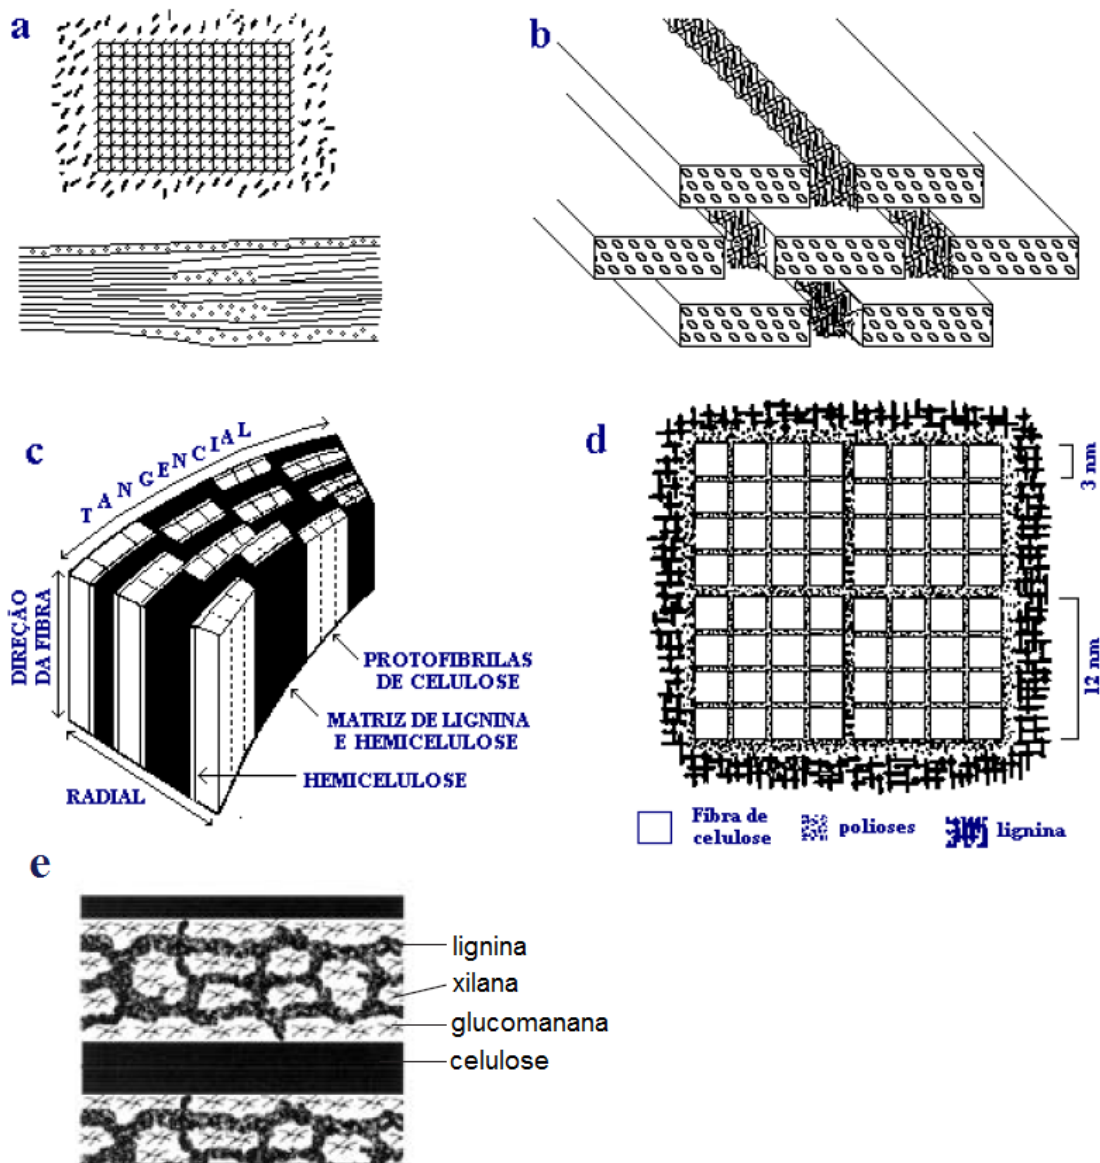 a
b
c
TANGENCIAL
DIREÇÃO
DA FIBRA
RADIAL
PROTOFIBRILAS
DE CELULOSE
MATRIZ DE LIGNINA
E HEMICELULOSE
HEMICELULOSE
d
3 nm
12 nm
Fibra de
celulose
polioses
lignina
e
lignina
xilana
glucomanana
celulose